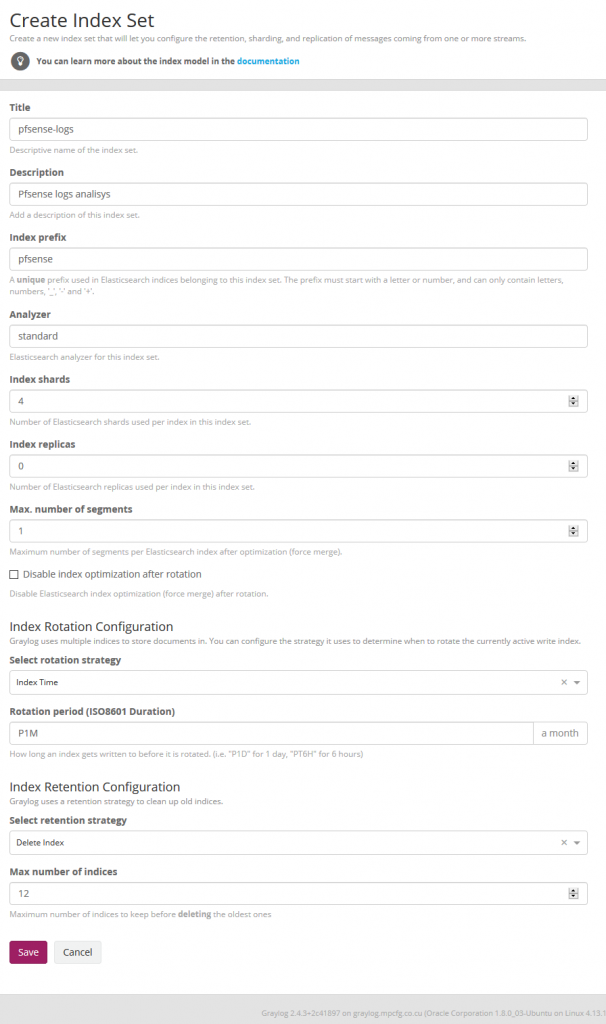 Create Index Set
Create a new index set that will let you configure the retention, sharding, and replication of messages coming from one or more streams.
You can learn more about the index model in the documentation
Title
pfsense-logs
Descriptive name of the index set.
Description
Pfsense logs analisys
Add a description of this index set.
Index prefix
pfsense
A unique prefix used in Elasticsearch indices belonging to this index set. The prefix must start with a letter or number, and can only contain letters,
numbers, '_', '-' and '+'.
Analyzer
standard
Elasticsearch analyzer for this index set.
Index shards
4
Number of Elasticsearch shards used per index in this index set.
Index replicas
0
Number of Elasticsearch replicas used per index in this index set.
Max. number of segments
1
Maximum number of segments per Elasticsearch index after optimization (force merge).
Disable index optimization after rotation
Disable Elasticsearch index optimization (force merge) after rotation.
Index Rotation Configuration
Graylog uses multiple indices to store documents in. You can configure the strategy it uses to determine when to rotate the currently active write index.
Select rotation strategy
Index Time
Rotation period (ISO8601 Duration)
P1M a month
How long an index gets written to before it is rotated. (i.e. "P1D" for 1 day, "PT6H" for 6 hours)
Index Retention Configuration
Graylog uses a retention strategy to clean up old indices.
Select retention strategy
Delete Index
Max number of indices
12
Maximum number of indices to keep before deleting the oldest ones
Save Cancel
Graylog 2.4.3+2c41897 on graylog.mpcfg.co.cu (Oracle Corporation 1.8.0_03-Ubuntu on Linux 4.13.1